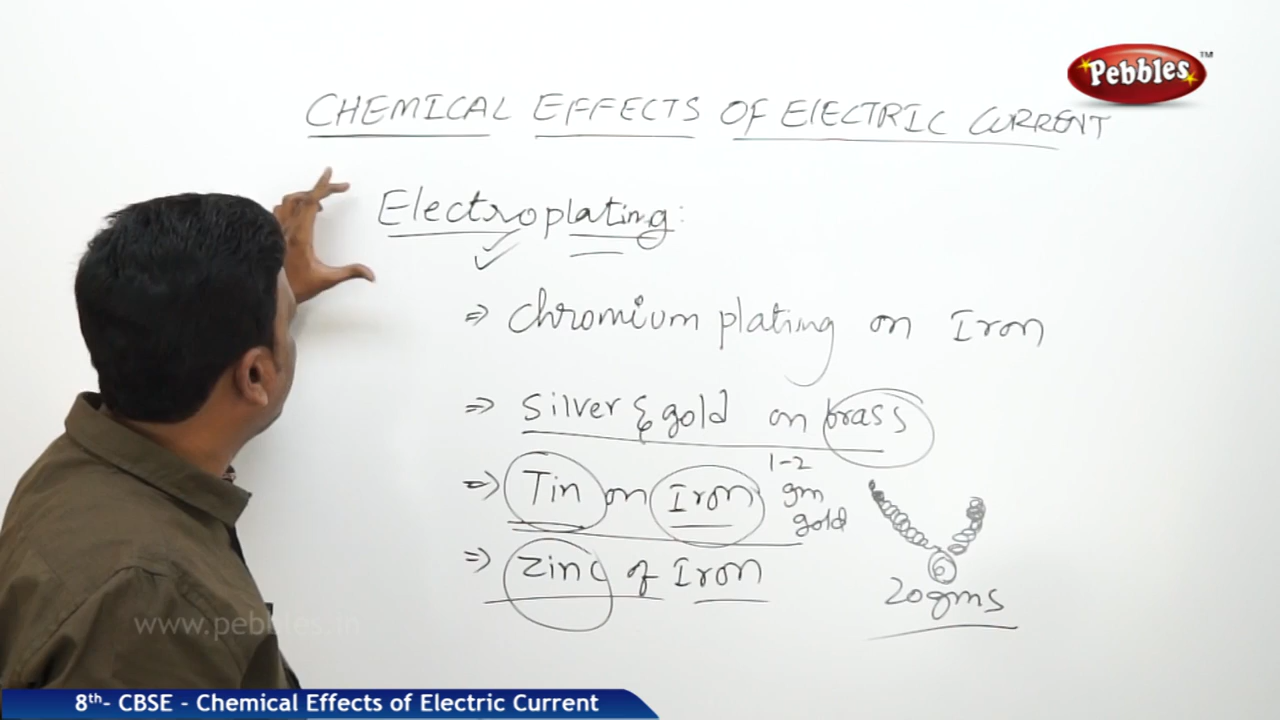 Pebbles™
CHEMICAL EFFECTS OF ElECTRIC CURRENT
Electroplating:
⇒ Chromium plating on Iron
⇒ Silver & gold on brass
⇒ Tin on Iron
1-2
gm
gold
⇒ Zinc of Iron
20gms
www.pebbles.in
8th- CBSE - Chemical Effects of Electric Current